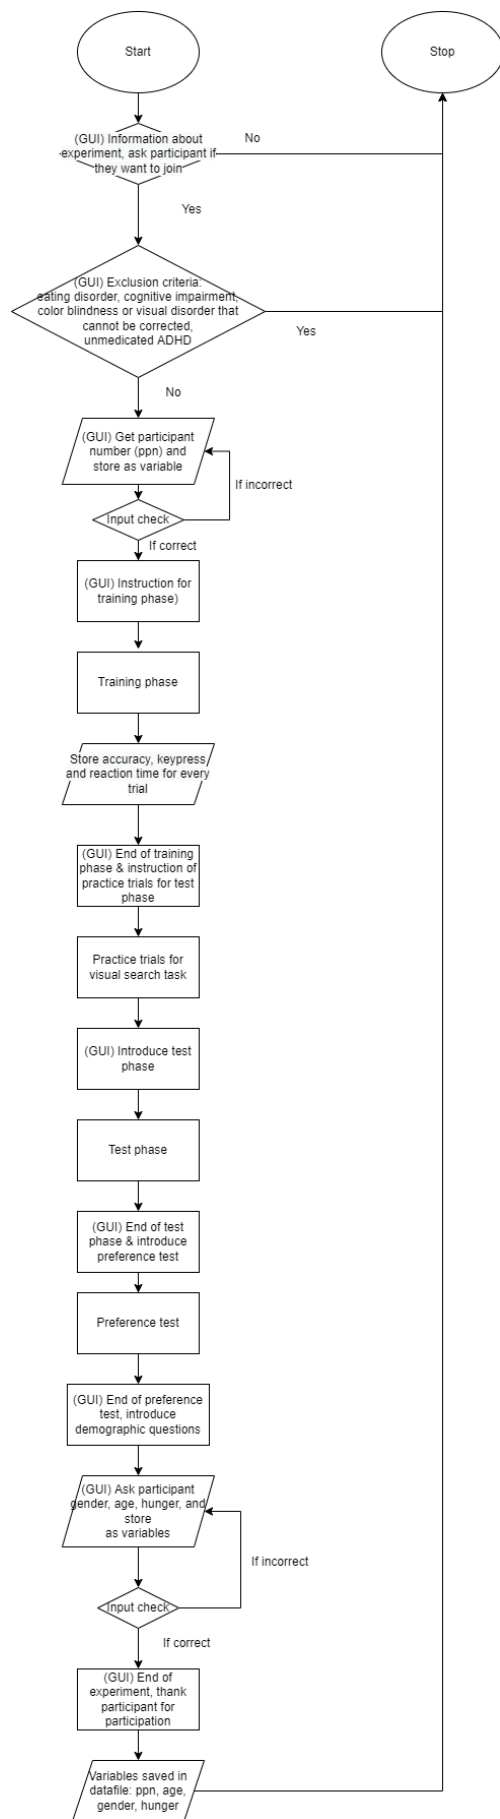 Start
Stop
(GUI) Information about
experiment, ask participant if
they want to join
No
Yes
(GUI) Exclusion criteria:
eating disorder, cognitive impairment,
color blindness or visual disorder that
cannot be corrected,
unmedicated ADHD
Yes
No
(GUI) Get participant
number (ppn) and
store as variable
If incorrect
Input check
If correct
(GUI) Instruction for
training phase)
Training phase
Store accuracy, keypress
and reaction time for every
trial
(GUI) End of training
phase & instruction of
practice trials for test
phase
Practice trials for
visual search task
(GUI) Introduce test
phase
Test phase
(GUI) End of test
phase & introduce
preference test
Preference test
(GUI) End of preference
test, introduce
demographic questions
(GUI) Ask participant
gender, age, hunger, and
store
as variables
If incorrect
Input check
If correct
(GUI) End of
experiment, thank
participant for
participation
Variables saved in
datafile: ppn, age,
gender, hunger